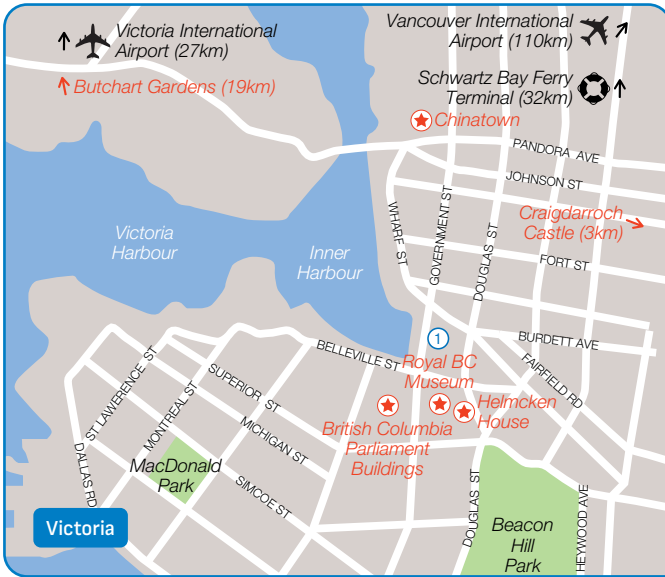 Victoria International
Airport (27km)
Butchart Gardens (19km)
Vancouver International
Airport (110km)
Schwartz Bay Ferry
Terminal (32km)
Chinatown
PANDORA AVE
JOHNSON ST
Craigdarroch
Castle (3km)
WHARF ST
GOVERNMENT ST
DOUGLAS ST
FORT ST
Victoria
Harbour
Inner
Harbour
BURDETT AVE
1
BELLEVILLE ST
Royal BC
Museum
FAIRFIELD RD
Helmcken
House
British Columbia
Parliament
Buildings
ST LAWERENCE ST
MONTREAL ST
SUPERIOR ST
MICHIGAN ST
SIMCOE ST
DALLAS RD
MacDonald
Park
DOUGLAS ST
HEYWOOD AVE
Beacon
Hill
Park
Victoria